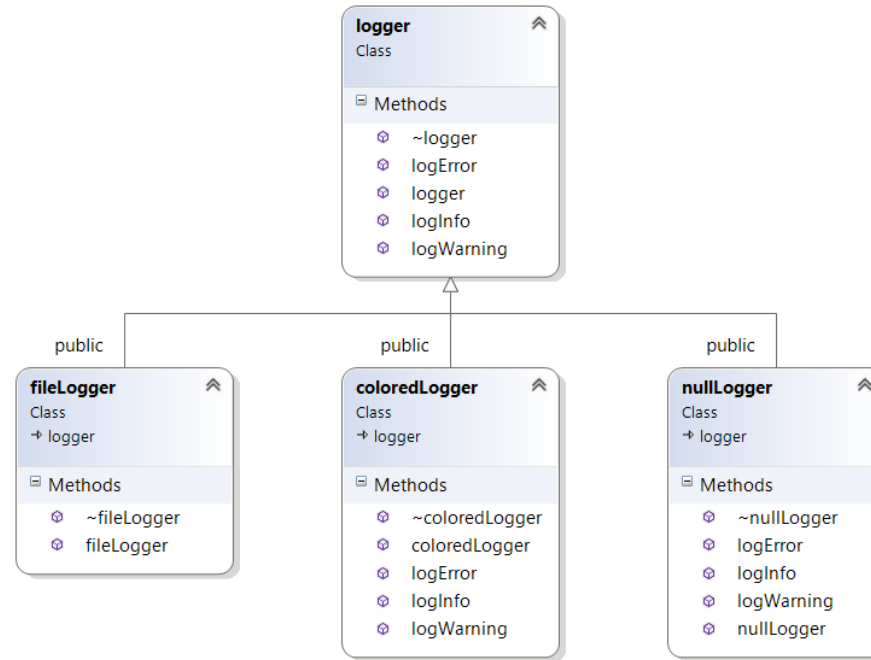 logger
Class
Methods
~logger
logError
logger
logInfo
logWarning
public
public
public
fileLogger
Class
logger
Methods
~fileLogger
fileLogger
coloredLogger
Class
logger
Methods
~coloredLogger
coloredLogger
logError
logInfo
logWarning
nullLogger
Class
logger
Methods
~nullLogger
logError
logInfo
logWarning
nullLogger